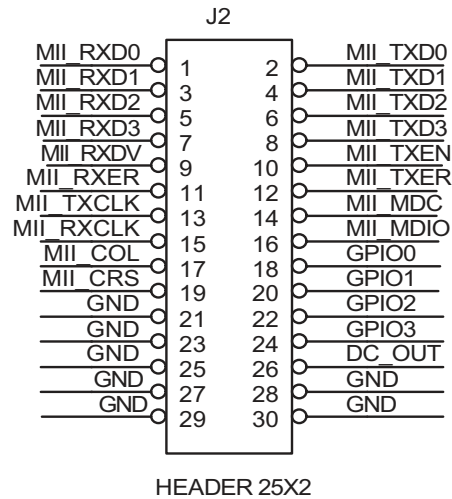 J2
MII_RXD0 1 2 MII_TXD0
MII_RXD1 3 4 MII_TXD1
MII_RXD2 5 6 MII_TXD2
MII_RXD3 7 8 MII_TXD3
MII_RXDV 9 10 MII_TXEN
MII_RXER 11 12 MII_TXER
MII_TXCLK 13 14 MII_MDC
MII_RXCLK 15 16 MII_MDIO
MII_COL 17 18 GPIO0
MII_CRS 19 20 GPIO1
GND 21 22 GPIO2
GND 23 24 GPIO3
GND 25 26 DC_OUT
GND 27 28 GND
GND 29 30 GND
HEADER 25X2